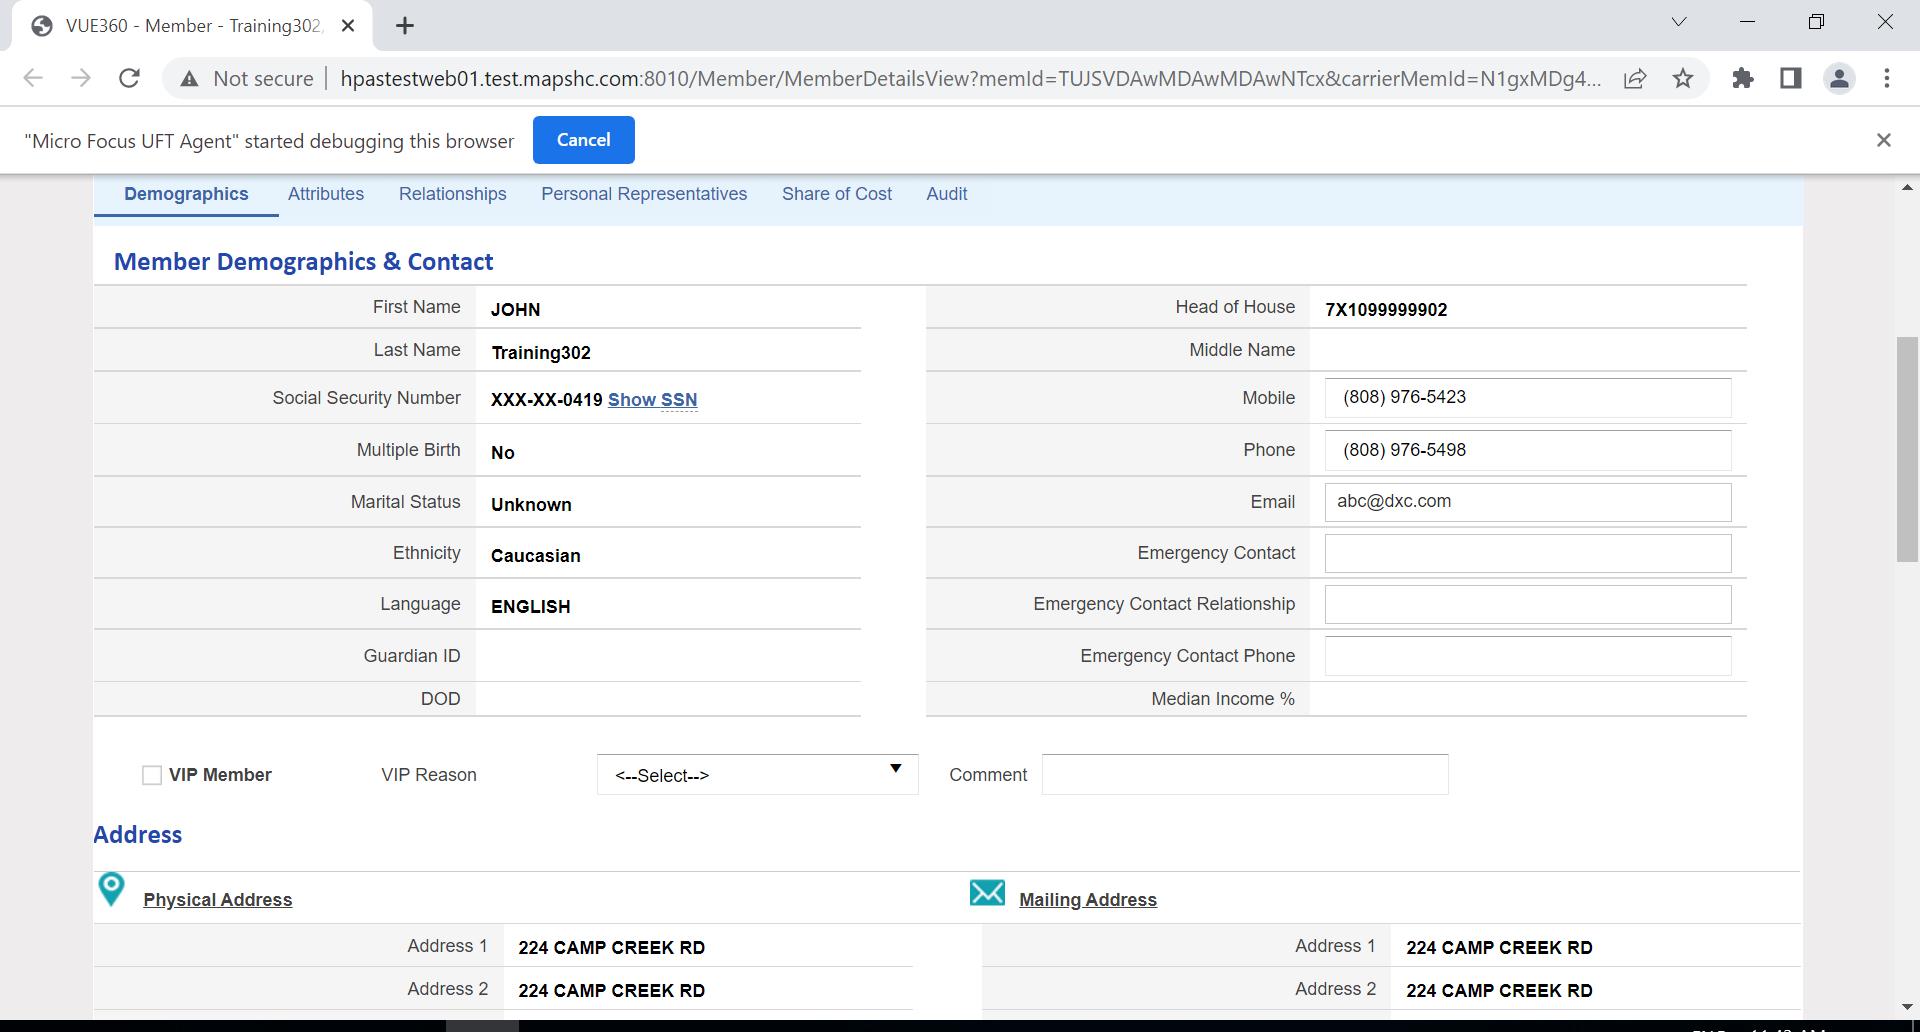 VUE360 - Member - Training302,
Not secure hpastestweb01.test.mapshc.com:8010/Member/MemberDetailsView?memId=TUJSVDAwMDAwMDAwNTcx&carrierMemId=N1gxMDg4...
"Micro Focus UFT Agent" started debugging this browser Cancel
Demographics Attributes Relationships Personal Representatives Share of Cost Audit
Member Demographics & Contact
First Name JOHN Head of House 7X1099999902
Last Name Training302 Middle Name
Social Security Number XXX-XX-0419 Show SSN Mobile (808) 976-5423
Multiple Birth No Phone (808) 976-5498
Marital Status Unknown Email abc@dxc.com
Ethnicity Caucasian Emergency Contact
Language ENGLISH Emergency Contact Relationship
Guardian ID Emergency Contact Phone
DOD Median Income %
VIP Member VIP Reason <--Select--> Comment
Address
Physical Address Mailing Address
Address 1 224 CAMP CREEK RD Address 1 224 CAMP CREEK RD
Address 2 224 CAMP CREEK RD Address 2 224 CAMP CREEK RD